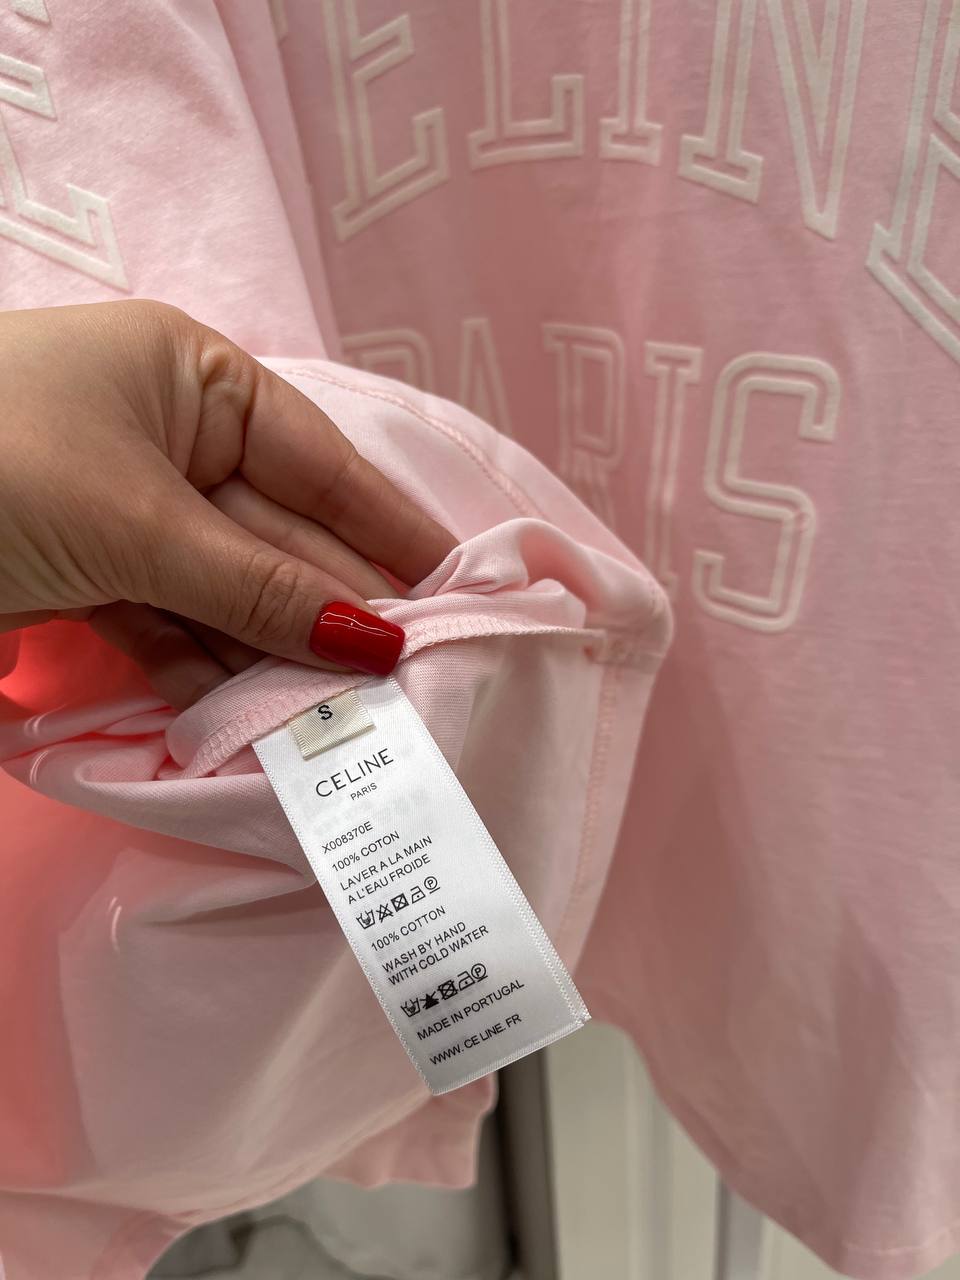 CELINE
PARIS
S
CELINE
PARIS
X008370E
100% COTON
LAVER A LA MAIN
A L'EAU FROIDE
100% COTTON
WASH BY HAND
WITH COLD WATER
MADE IN PORTUGAL
WWW. CE LINE. FR